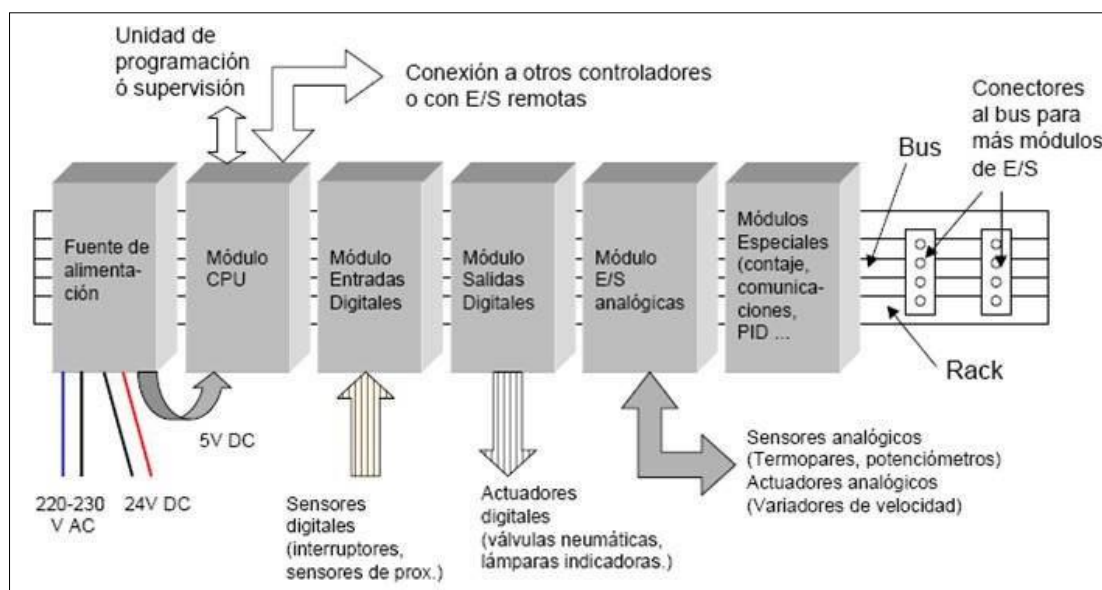 Unidad de
programación
ó supervisión
Conexión a otros controladores
o con E/S remotas
Conectores
al bus para
más módulos
de E/S
Bus
Fuente de
alimenta-
ción
Módulo
CPU
Módulo
Entradas
Digitales
Módulo
Salidas
Digitales
Módulo
E/S
analógicas
Módulos
Especiales
(contaje,
comunica-
ciones,
PID ...
Rack
5V DC
220-230
V AC
24V DC
Sensores
digitales
(interruptores,
sensores de prox.)
Actuadores
digitales
(válvulas neumáticas,
lámparas indicadoras.)
Sensores analógicos
(Termopares, potenciómetros)
Actuadores analógicos
(Variadores de velocidad)